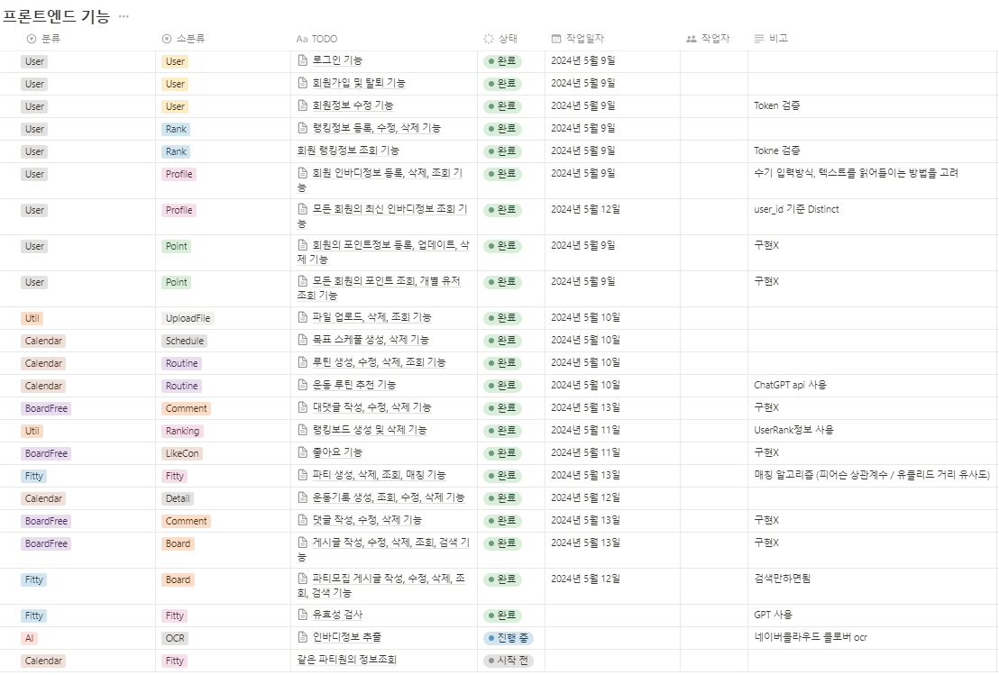 프론트엔드 기능 ···
분류 소분류 Aa TODO 상태 작업일자 작업자 비고
User User 로그인 기능 완료 2024년 5월 9일
User User 회원가입 및 탈퇴 기능 완료 2024년 5월 9일
User User 회원정보 수정 기능 완료 2024년 5월 9일 Token 검증
User Rank 랭킹정보 등록, 수정, 삭제 기능 완료 2024년 5월 9일
User Rank 회원 랭킹정보 조회 기능 완료 2024년 5월 9일 Tokne 검증
User Profile 회원 인바디정보 등록, 삭제, 조회 기 완료 2024년 5월 9일 수기 입력방식, 텍스트를 읽어들이는 방법을 고려
능
User Profile 모든 회원의 최신 인바디정보 조회 기 완료 2024년 5월 12일 user_id 기준 Distinct
능
User Point 회원의 포인트정보 등록, 업데이트, 삭 완료 2024년 5월 9일 구현X
제 기능
User Point 모든 회원의 포인트 조회, 개별 유저 완료 2024년 5월 9일 구현X
조회 기능
Util UploadFile 파일 업로드, 삭제, 조회 기능 완료 2024년 5월 10일
Calendar Schedule 목표 스케쥴 생성, 삭제 기능 완료 2024년 5월 10일
Calendar Routine 루틴 생성, 수정, 삭제, 조회 기능 완료 2024년 5월 10일
Calendar Routine 운동 루틴 추천 기능 완료 2024년 5월 10일 ChatGPT api 사용
BoardFree Comment 대댓글 작성, 수정, 삭제 기능 완료 2024년 5월 13일 구현X
Util Ranking 랭킹보드 생성 및 삭제 기능 완료 2024년 5월 11일 UserRank정보 사용
BoardFree LikeCon 좋아요 기능 완료 2024년 5월 11일 구현X
Fitty Fitty 파티 생성, 삭제, 조회, 매칭 기능 완료 2024년 5월 13일 매칭 알고리즘 (피어슨 상관계수 / 유클리드 거리 유사도)
Calendar Detail 운동기록 생성, 조회, 수정, 삭제 기능 완료 2024년 5월 12일
BoardFree Comment 댓글 작성, 수정, 삭제 기능 완료 2024년 5월 13일 구현X
BoardFree Board 게시글 작성, 수정, 삭제, 조회, 검색 기 완료 2024년 5월 13일 구현X
능
Fitty Board 파티모집 게시글 작성, 수정, 삭제, 조 완료 2024년 5월 12일 검색만하면됨
회, 검색 기능
Fitty Fitty 유효성 검사 완료 GPT 사용
AI OCR 인바디정보 추출 진행 중 네이버클라우드 클로버 ocr
Calendar Fitty 같은 파티원의 정보조회 시작 전